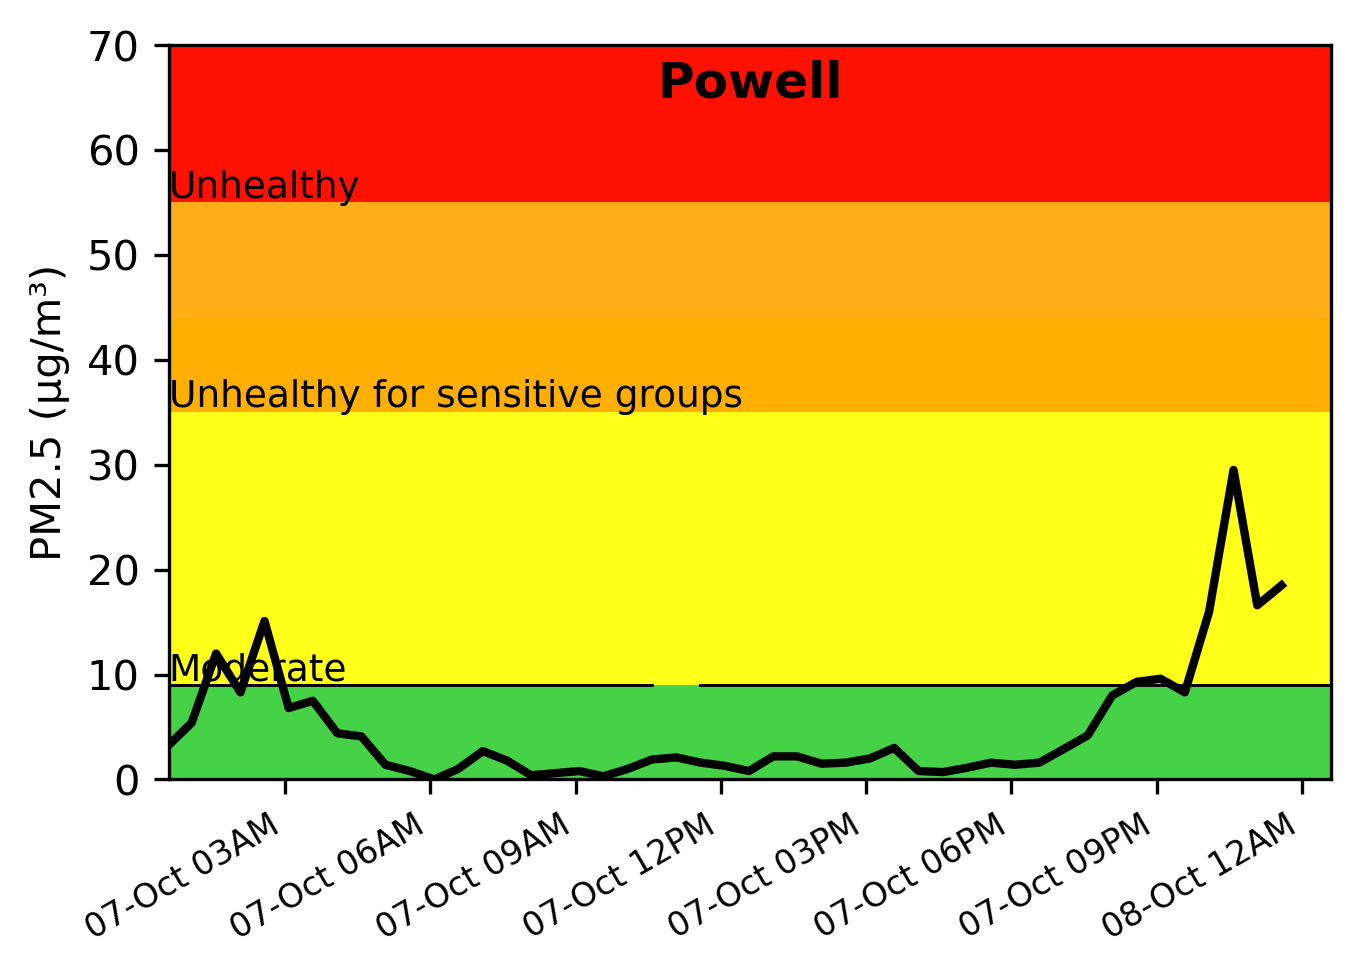 Powell
70
60
50
40
30
20
10
0
PM2.5 (µg/m³)
Unhealthy
Unhealthy for sensitive groups
Moderate
07-Oct 03AM
07-Oct 06AM
07-Oct 09AM
07-Oct 12PM
07-Oct 03PM
07-Oct 06PM
07-Oct 09PM
08-Oct 12AM